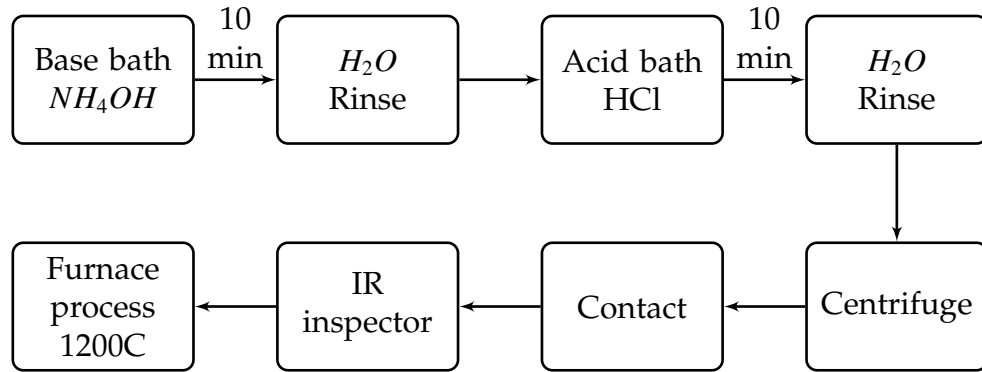 Base bath
NH₄OH
10
min
H₂O
Rinse
Acid bath
HCl
10
min
H₂O
Rinse
Furnace
process
1200C
IR
inspector
Contact
Centrifuge